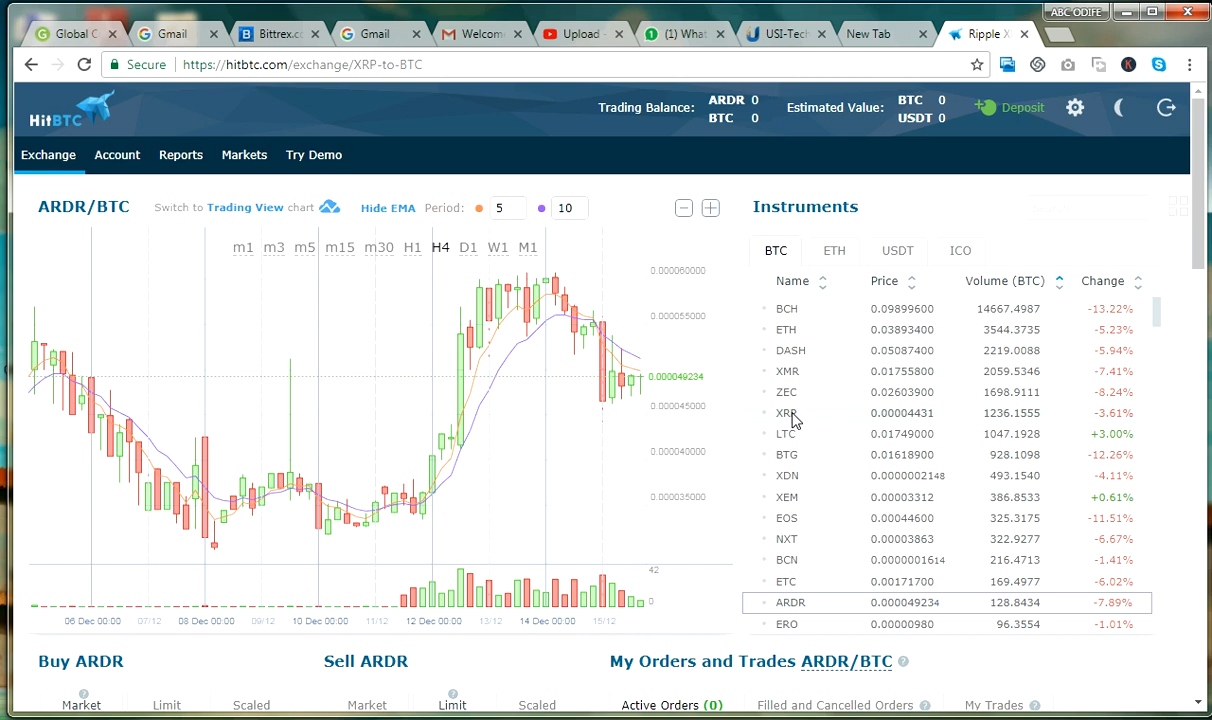 ABC ODIFE
Global C
Gmail
Bittrex.co
Gmail
Welcome
Upload -
(1) What
USI-Tech
New Tab
Ripple X
Secure https://hitbtc.com/exchange/XRP-to-BTC
HitBTC
Trading Balance: ARDR 0 Estimated Value: BTC 0 Deposit
BTC 0 USDT 0
Exchange Account Reports Markets Try Demo
ARDR/BTC Switch to Trading View chart Hide EMA Period: 5 10 Instruments
m1 m3 m5 m15 m30 H1 H4 D1 W1 M1
BTC ETH USDT ICO
Name Price Volume (BTC) Change
BCH 0.09899600 14667.4987 -13.22%
ETH 0.03893400 3544.3735 -5.23%
DASH 0.05087400 2219.0088 -5.94%
XMR 0.01755800 2059.5346 -7.41%
ZEC 0.02603900 1698.9111 -8.24%
XRP 0.00004431 1236.1555 -3.61%
LTC 0.01749000 1047.1928 +3.00%
BTG 0.01618900 928.1098 -12.26%
XDN 0.0000002148 493.1540 -4.11%
XEM 0.00003312 386.8533 +0.61%
EOS 0.00044600 325.3175 -11.51%
NXT 0.00003863 322.9277 -6.67%
BCN 0.0000001614 216.4713 -1.41%
ETC 0.00171700 169.4977 -6.02%
ARDR 0.000049234 128.8434 -7.89%
ERO 0.00000980 96.3554 -1.01%
0.000060000
0.000055000
0.000049234
0.000045000
0.000040000
0.000035000
42
0
06 Dec 00:00 07/12 08 Dec 00:00 09/12 10 Dec 00:00 11/12 12 Dec 00:00 13/12 14 Dec 00:00 15/12
Buy ARDR Sell ARDR My Orders and Trades ARDR/BTC ?
Market Limit Scaled Market Limit Scaled Active Orders (0) Filled and Cancelled Orders ? My Trades ?